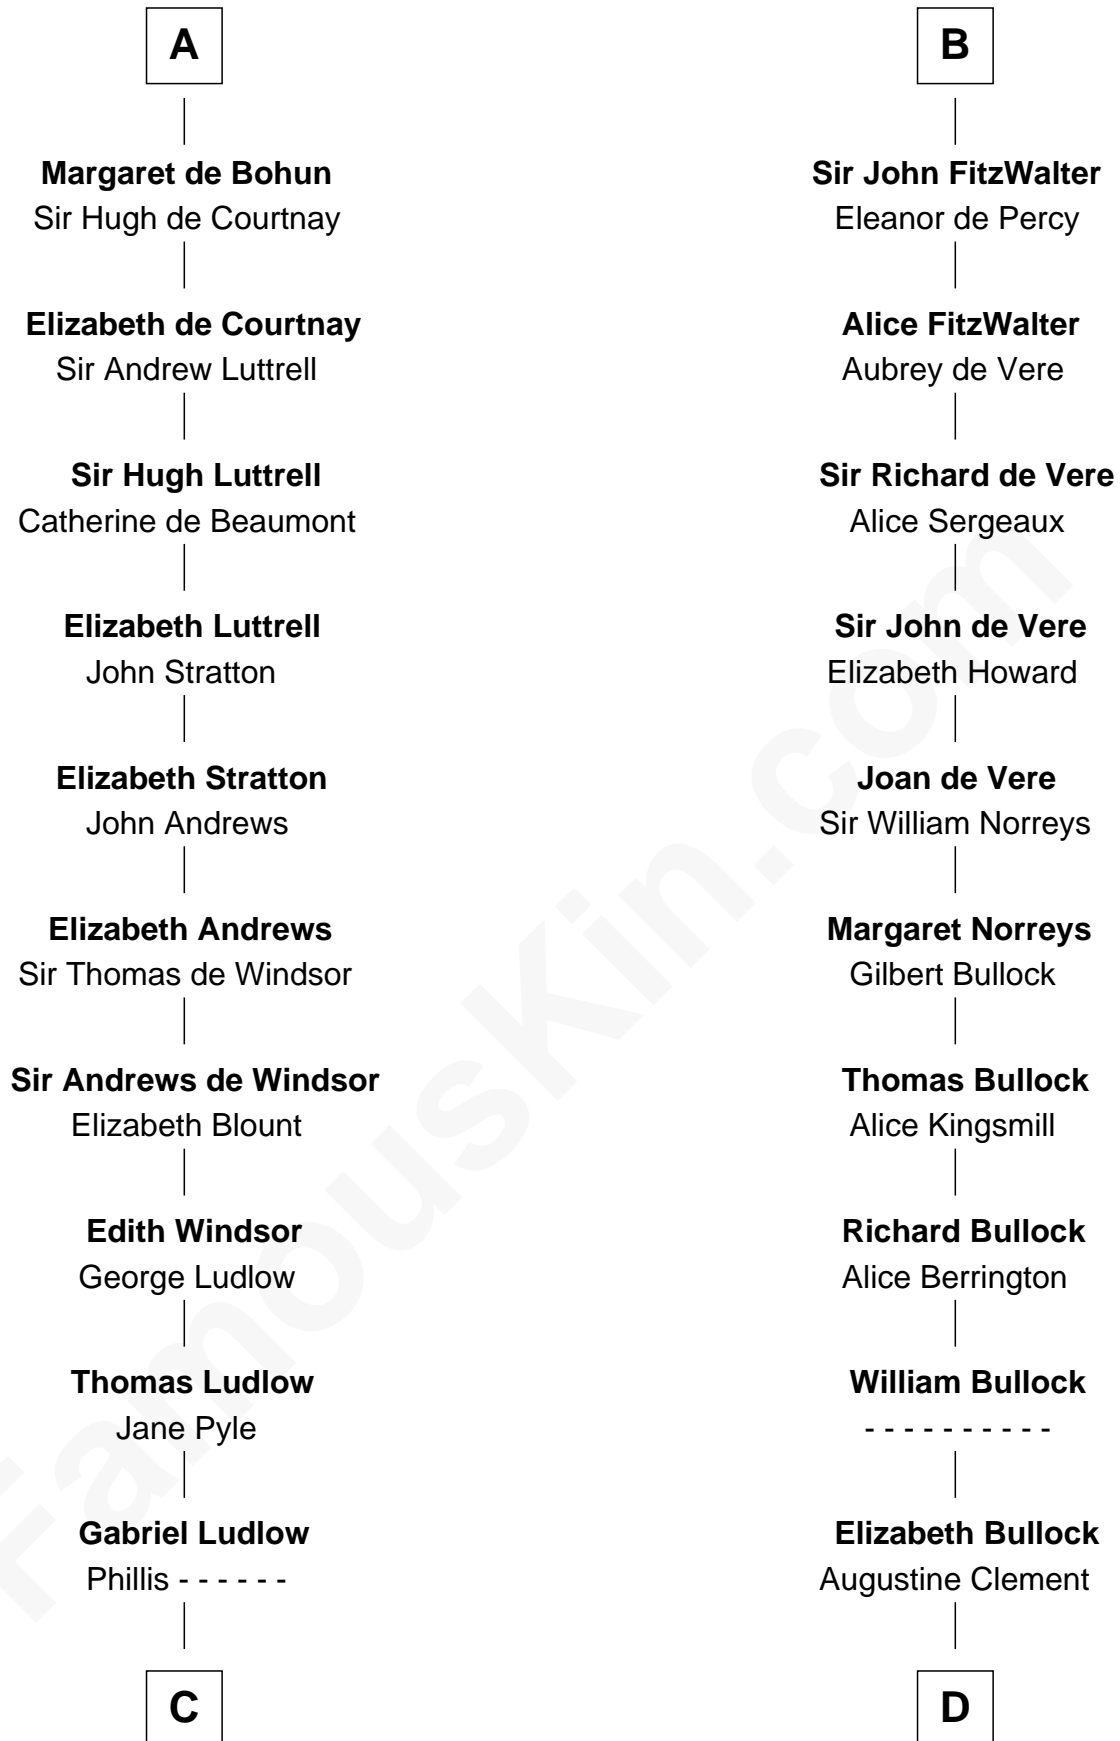 A
Margaret de Bohun
Sir Hugh de Courtnay
Elizabeth de Courtnay
Sir Andrew Luttrell
Sir Hugh Luttrell
Catherine de Beaumont
Elizabeth Luttrell
John Stratton
Elizabeth Stratton
John Andrews
Elizabeth Andrews
Sir Thomas de Windsor
Sir Andrews de Windsor
Elizabeth Blount
Edith Windsor
George Ludlow
Thomas Ludlow
Jane Pyle
Gabriel Ludlow
Phillis - - - - - -
C
B
Sir John FitzWalter
Eleanor de Percy
Alice FitzWalter
Aubrey de Vere
Sir Richard de Vere
Alice Sergeaux
Sir John de Vere
Elizabeth Howard
Joan de Vere
Sir William Norreys
Margaret Norreys
Gilbert Bullock
Thomas Bullock
Alice Kingsmill
Richard Bullock
Alice Berrington
William Bullock
- - - - - - - - - -
Elizabeth Bullock
Augustine Clement
D
FamousKin.com